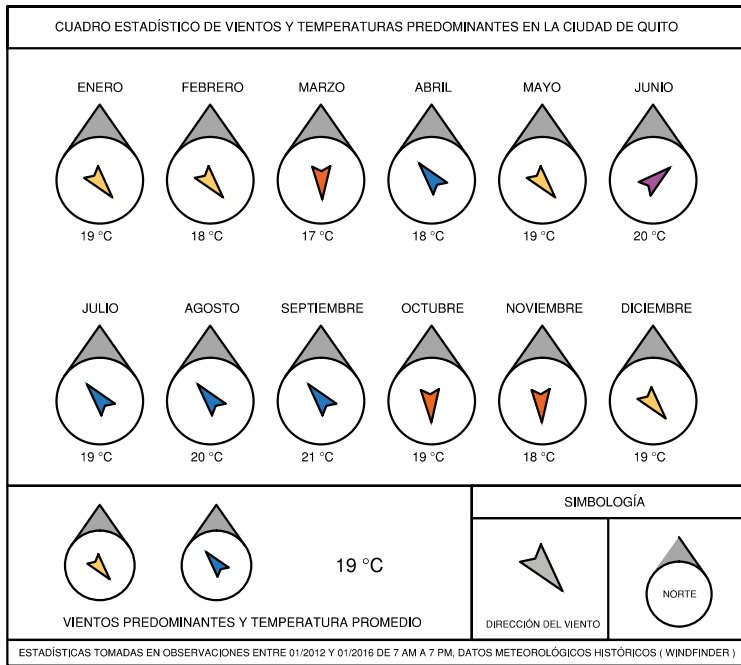 CUADRO ESTADÍSTICO DE VIENTOS Y TEMPERATURAS PREDOMINANTES EN LA CIUDAD DE QUITO
ENERO FEBRERO MARZO ABRIL MAYO JUNIO
19 °C 18 °C 17 °C 18 °C 19 °C 20 °C
JULIO AGOSTO SEPTIEMBRE OCTUBRE NOVIEMBRE DICIEMBRE
19 °C 20 °C 21 °C 19 °C 18 °C 19 °C
19 °C
VIENTOS PREDOMINANTES Y TEMPERATURA PROMEDIO
SIMBOLOGÍA
DIRECCIÓN DEL VIENTO
NORTE
ESTADÍSTICAS TOMADAS EN OBSERVACIONES ENTRE 01/2012 Y 01/2016 DE 7 AM A 7 PM, DATOS METEOROLÓGICOS HISTÓRICOS ( WINDFINDER )